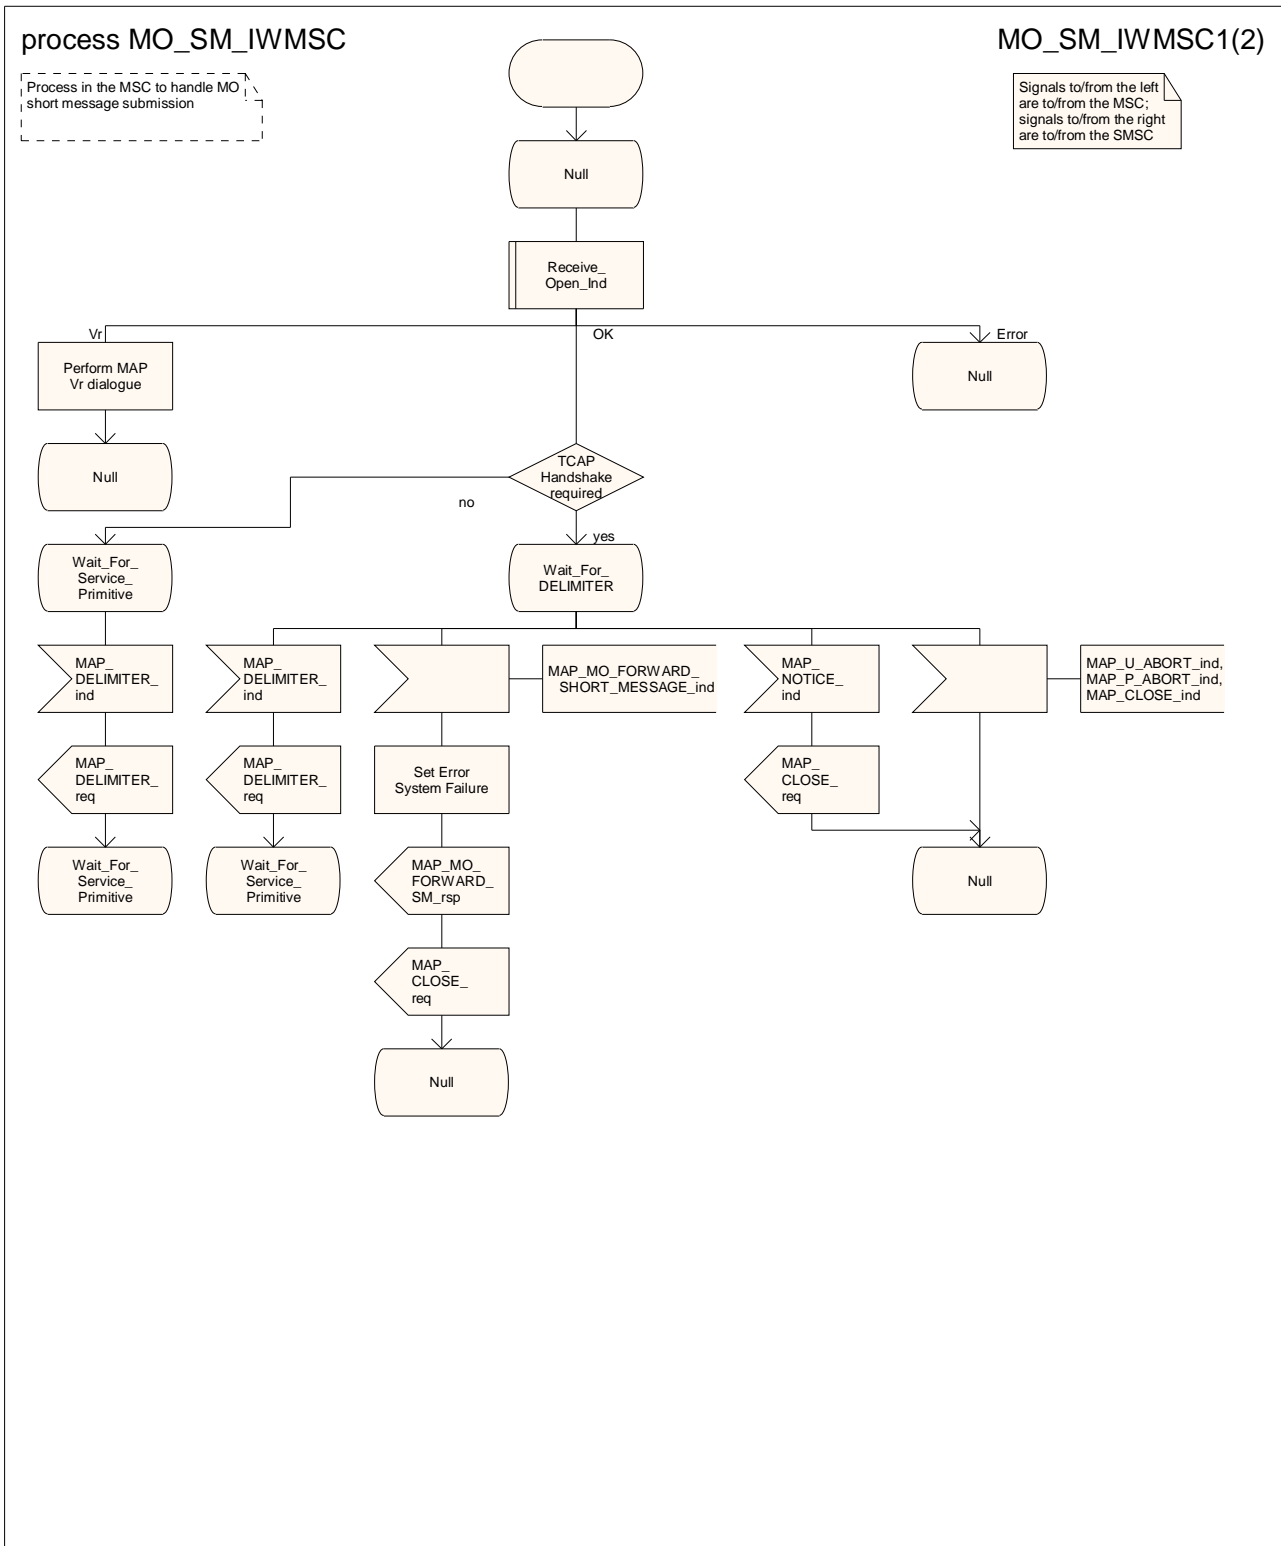 process MO_SM_IWMSC
MO_SM_IWMSC1(2)
Process in the MSC to handle MO
short message submission
Signals to/from the left
are to/from the MSC;
signals to/from the right
are to/from the SMSC
Null
Receive_
Open_Ind
Vr
OK
Error
Perform MAP
Vr dialogue
Null
Null
TCAP
Handshake
required
no
yes
Wait_For_
Service_
Primitive
Wait_For_
DELIMITER
MAP_
DELIMITER_
ind
MAP_
DELIMITER_
ind
MAP_MO_FORWARD_
SHORT_MESSAGE_ind
MAP_
NOTICE_
ind
MAP_U_ABORT_ind,
MAP_P_ABORT_ind,
MAP_CLOSE_ind
MAP_
DELIMITER_
req
MAP_
DELIMITER_
req
Set Error
System Failure
MAP_
CLOSE_
req
Wait_For_
Service_
Primitive
Wait_For_
Service_
Primitive
MAP_MO_
FORWARD_
SM_rsp
Null
MAP_
CLOSE_
req
Null